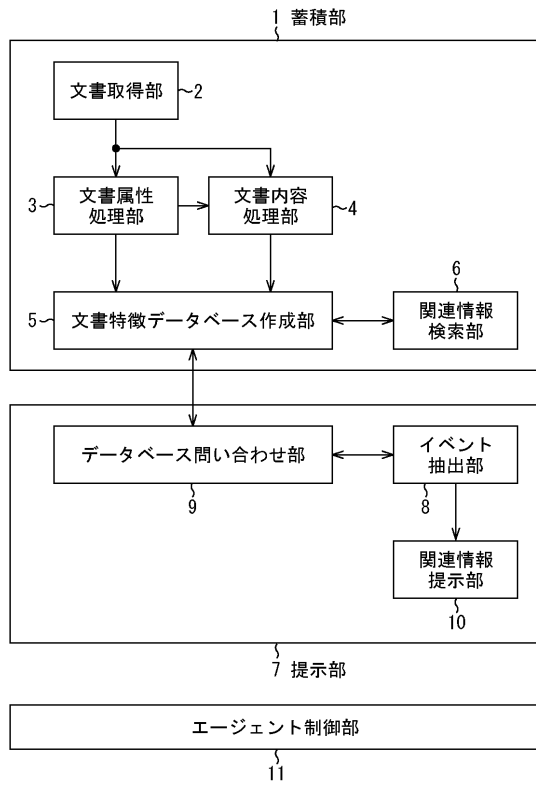 1 蓄積部
文書取得部
2
文書属性
処理部
3
文書内容
処理部
4
文書特徴データベース作成部
5
6
関連情報
検索部
データベース問い合わせ部
9
イベント
抽出部
8
関連情報
提示部
10
7 提示部
エージェント制御部
11